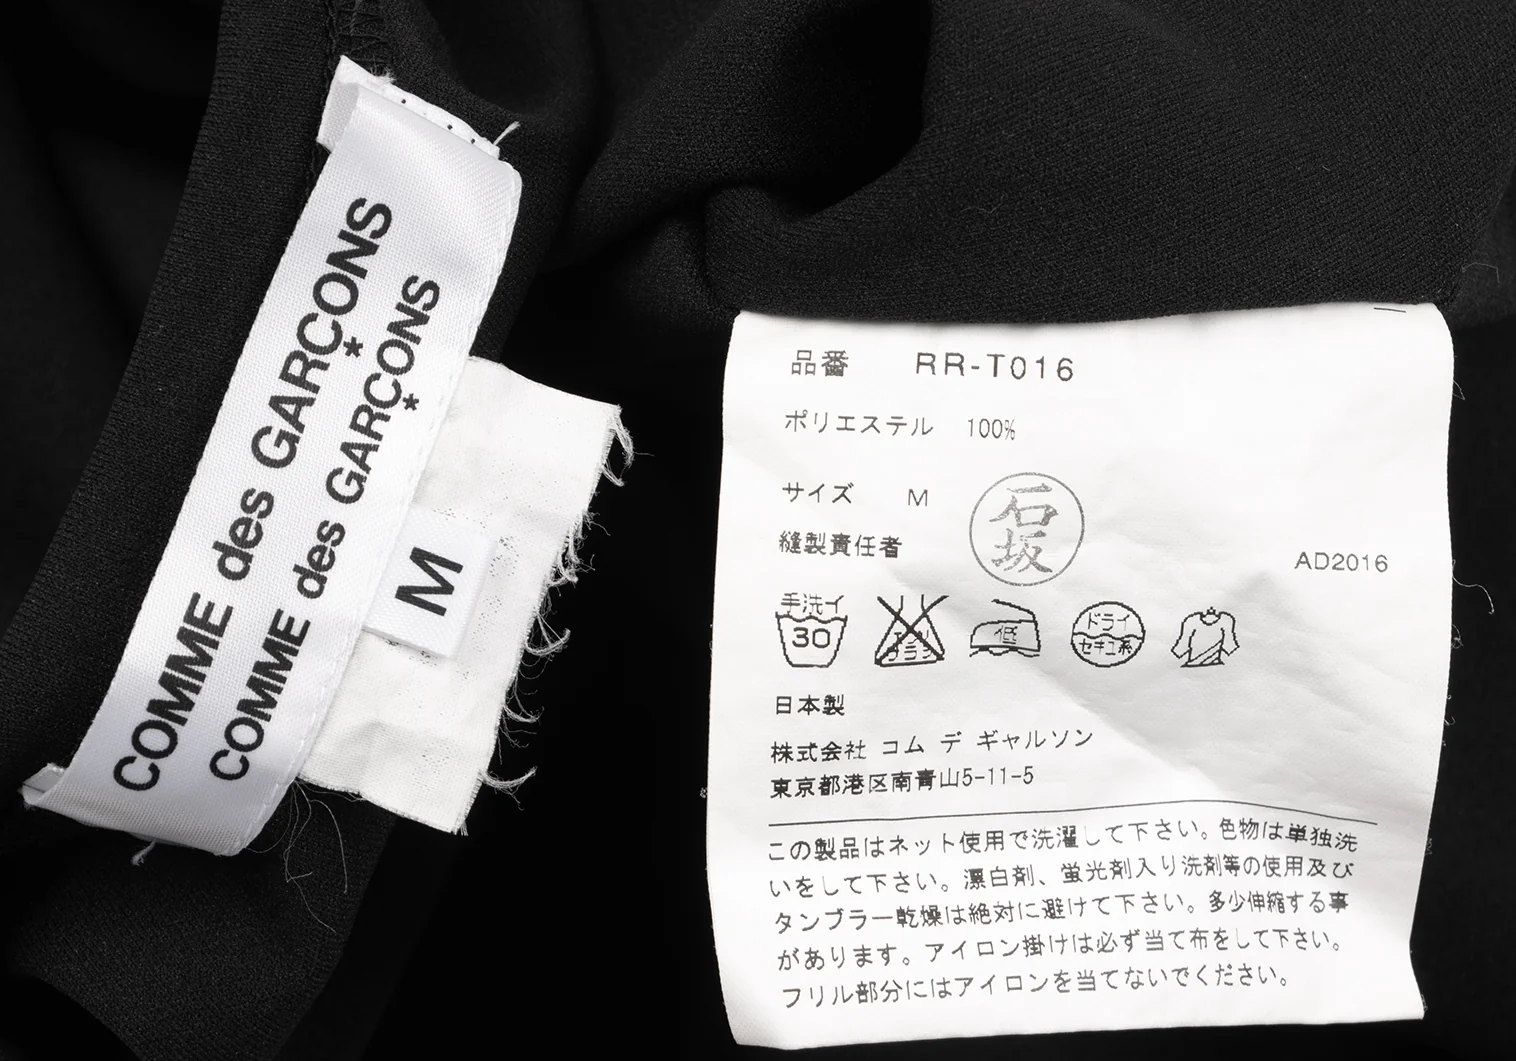 COMME des GARÇONS
COMME des GARÇONS
M
品番 RR-T016
ポリエステル 100%
サイズ M
縫製責任者
石坂
AD2016
手洗イ
30
エンソ
サラシ
低
ドライ
セキユ系
日本製
株式会社 コム デ ギャルソン
東京都港区南青山5-11-5
この製品はネット使用で洗濯して下さい。色物は単独洗
いをして下さい。漂白剤、蛍光剤入り洗剤等の使用及び
タンブラー乾燥は絶対に避けて下さい。多少伸縮する事
があります。アイロン掛けは必ず当て布をして下さい。
フリル部分にはアイロンを当てないでください。